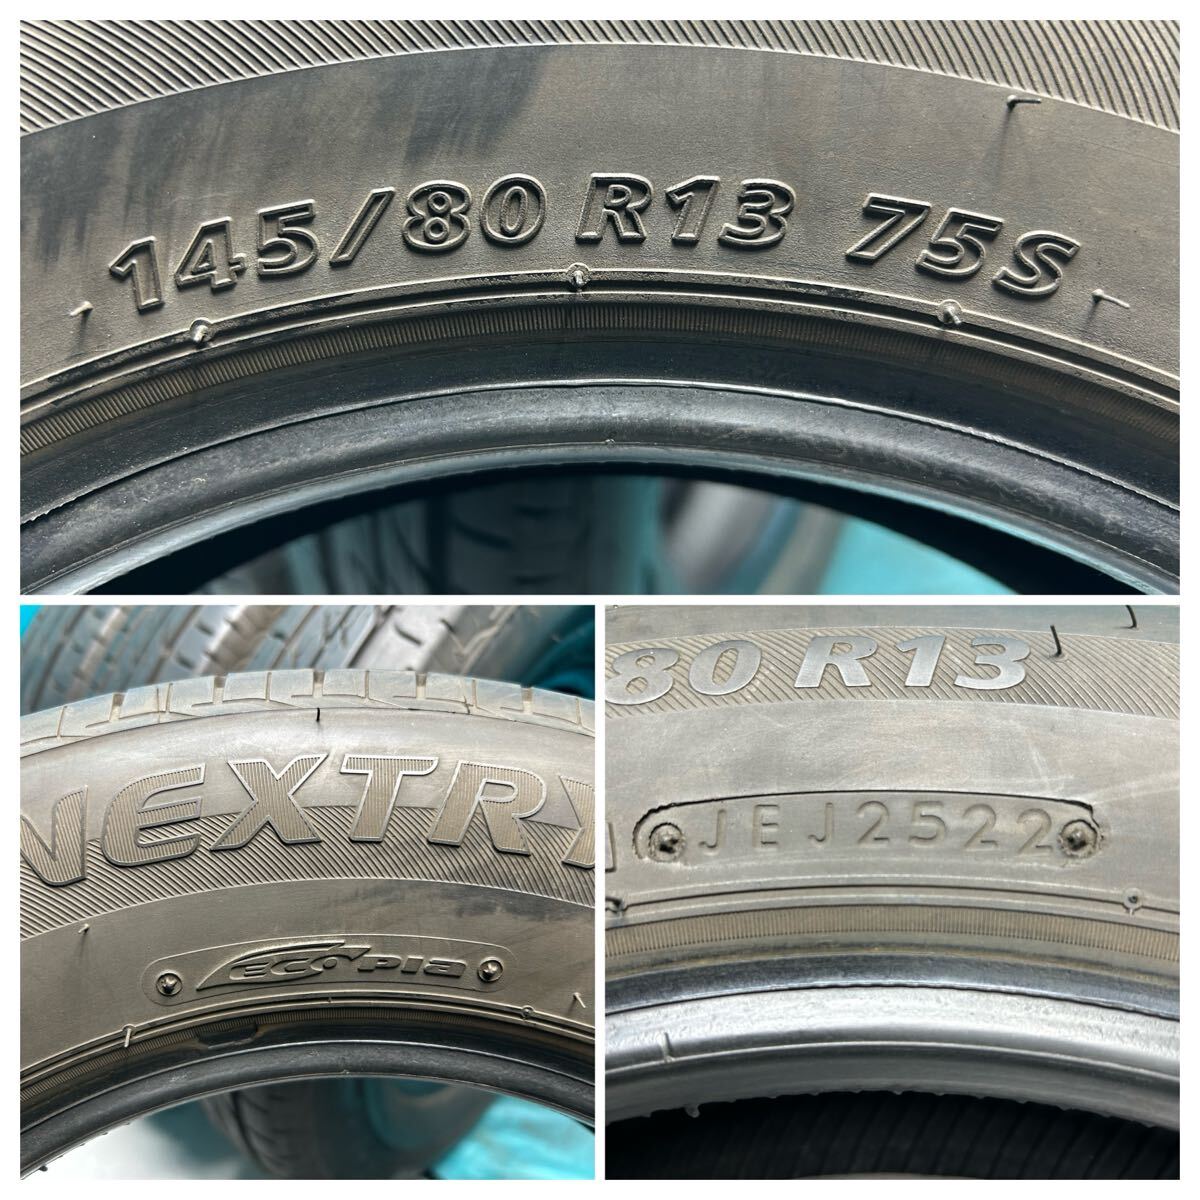 145/80 R13 75S
NEXTRY
ECOPIA
80 R13
JEJ2522